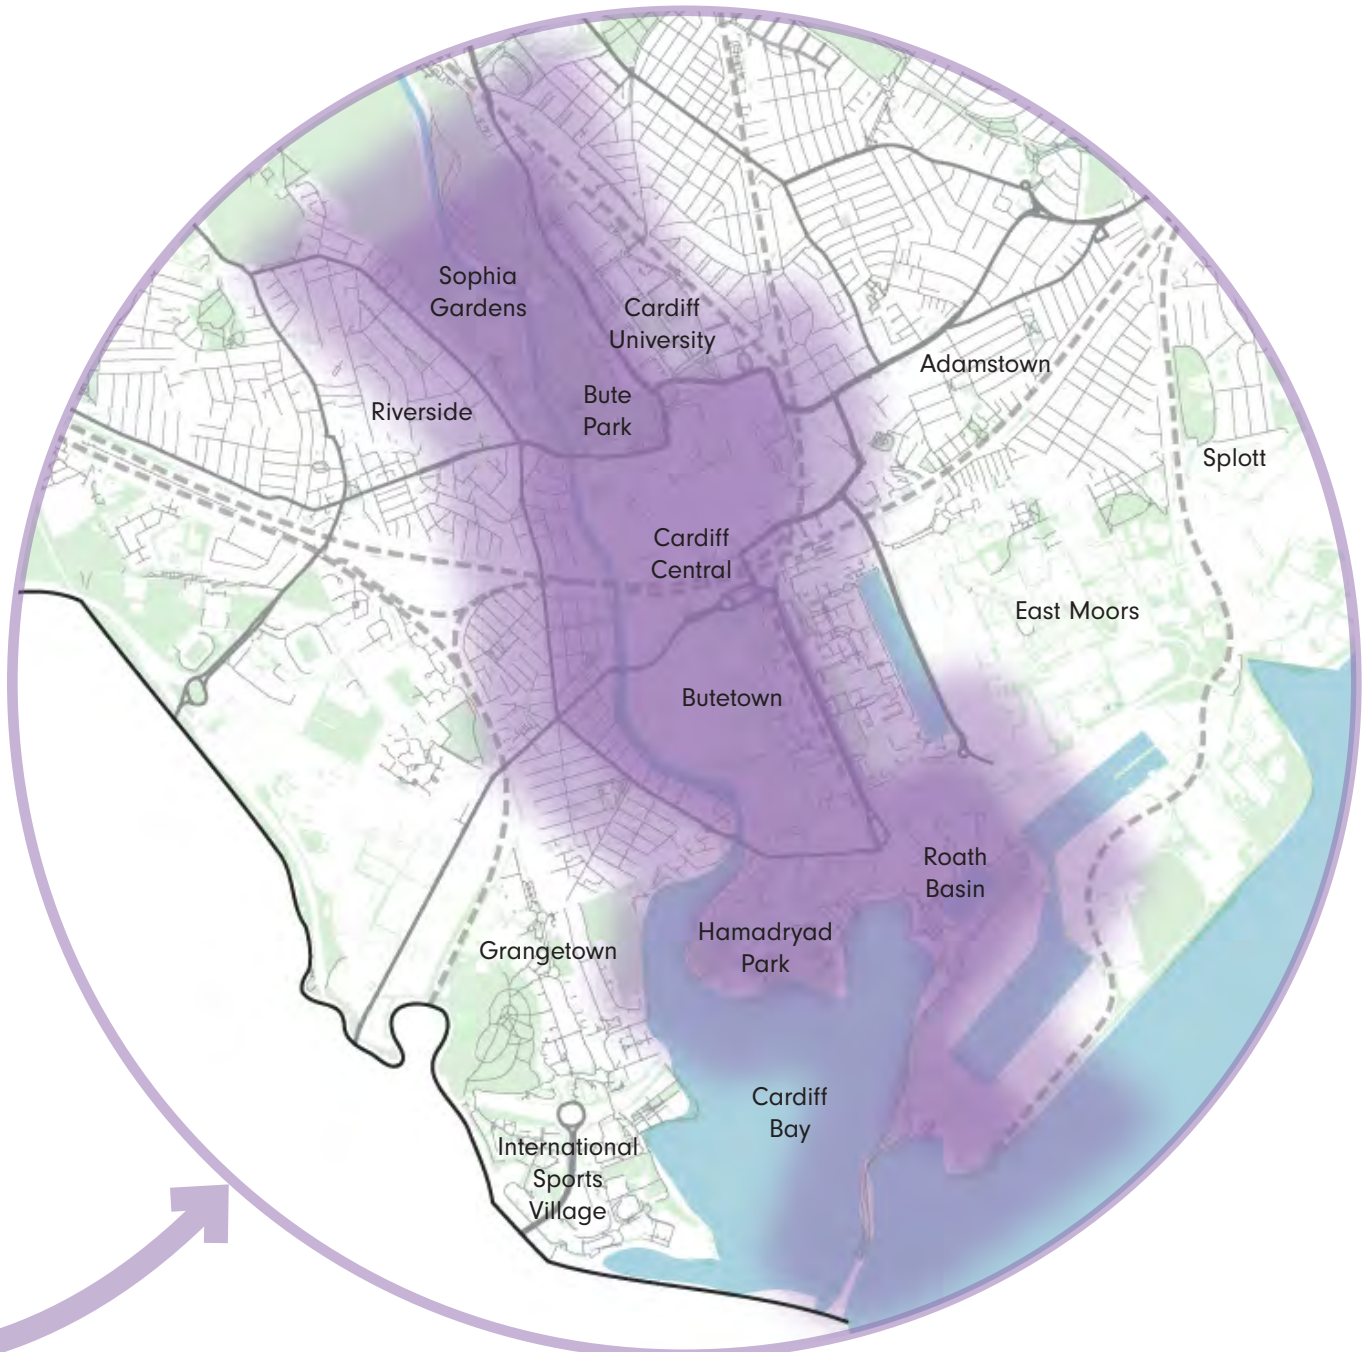 Sophia
Gardens
Cardiff
University
Adamstown
Riverside
Bute
Park
Splott
Cardiff
Central
East Moors
Butetown
Roath
Basin
Hamadryad
Park
Grangetown
Cardiff
Bay
International
Sports
Village